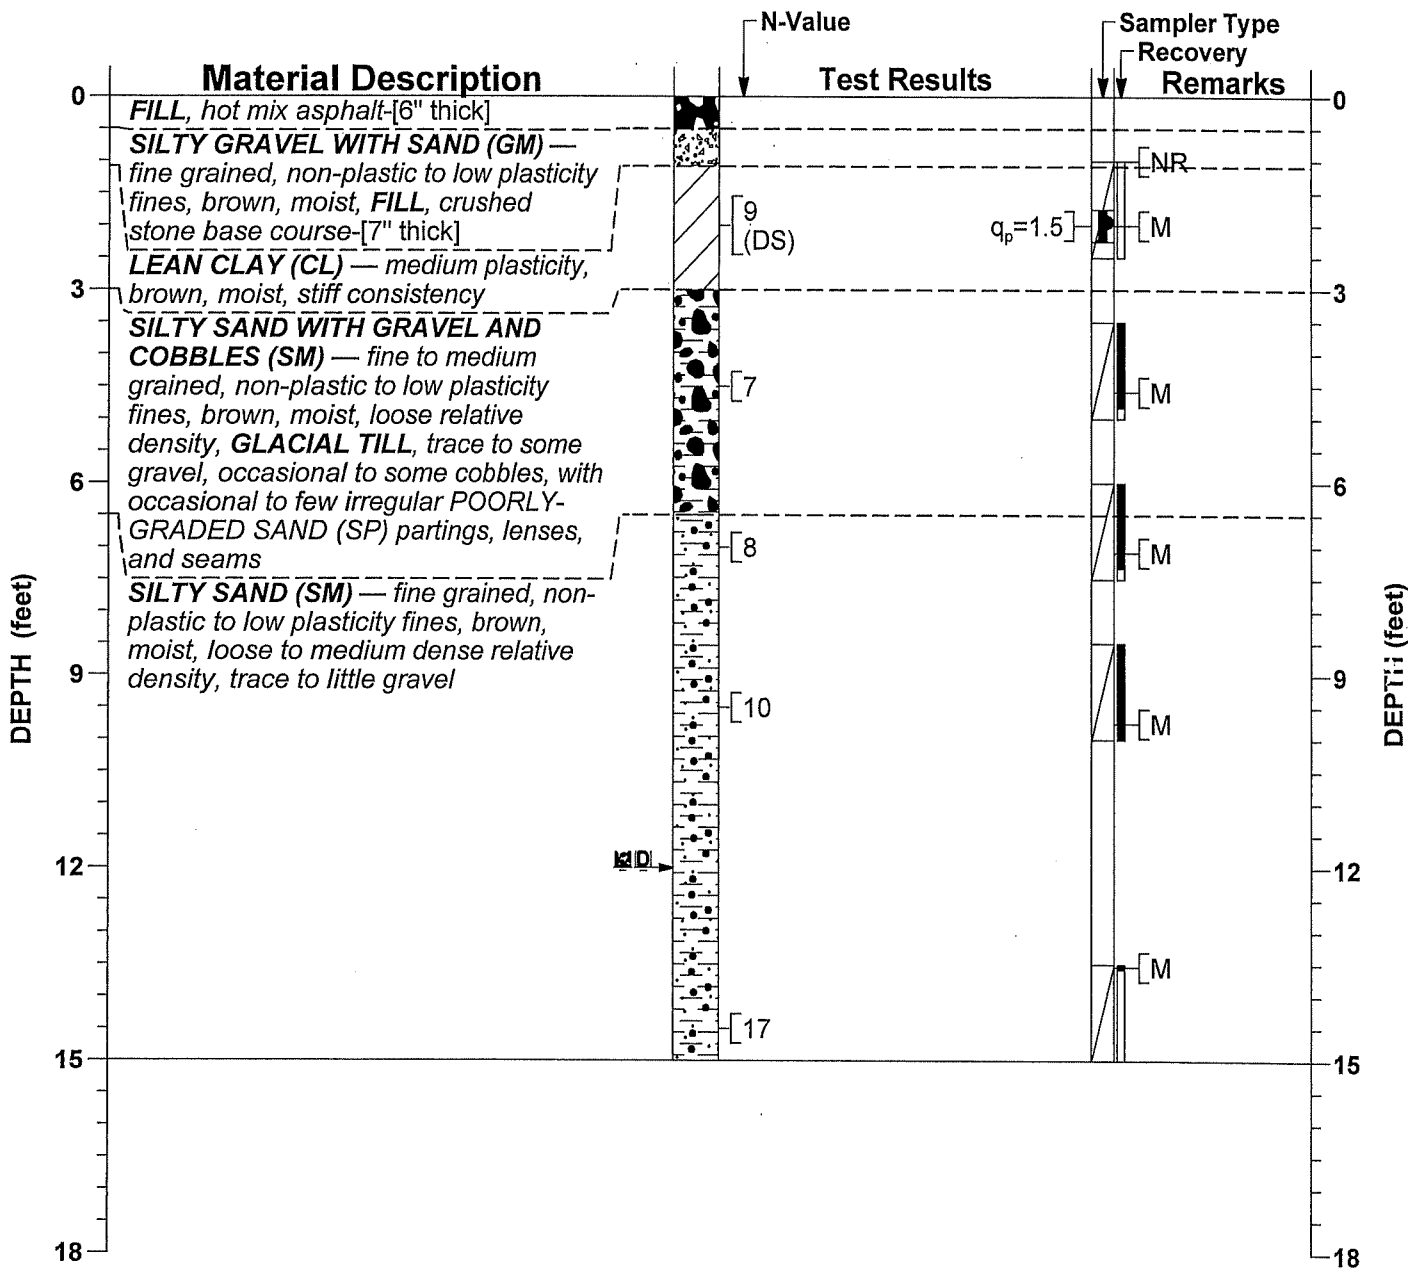 N-Value
Sampler Type
Recovery
Material Description
Test Results
Remarks
0
0
FILL, hot mix asphalt-[6" thick]
SILTY GRAVEL WITH SAND (GM) —
fine grained, non-plastic to low plasticity
fines, brown, moist, FILL, crushed
stone base course-[7" thick]
NR
9
(DS)
qp=1.5
M
LEAN CLAY (CL) — medium plasticity,
brown, moist, stiff consistency
3
3
SILTY SAND WITH GRAVEL AND
COBBLES (SM) — fine to medium
grained, non-plastic to low plasticity
fines, brown, moist, loose relative
density, GLACIAL TILL, trace to some
gravel, occasional to some cobbles, with
occasional to few irregular POORLY-
GRADED SAND (SP) partings, lenses,
and seams
7
M
6
6
8
M
SILTY SAND (SM) — fine grained, non-
plastic to low plasticity fines, brown,
moist, loose to medium dense relative
density, trace to little gravel
9
9
10
M
DEPTH (feet)
DEPTH (feet)
12
12
M
17
15
15
18
18